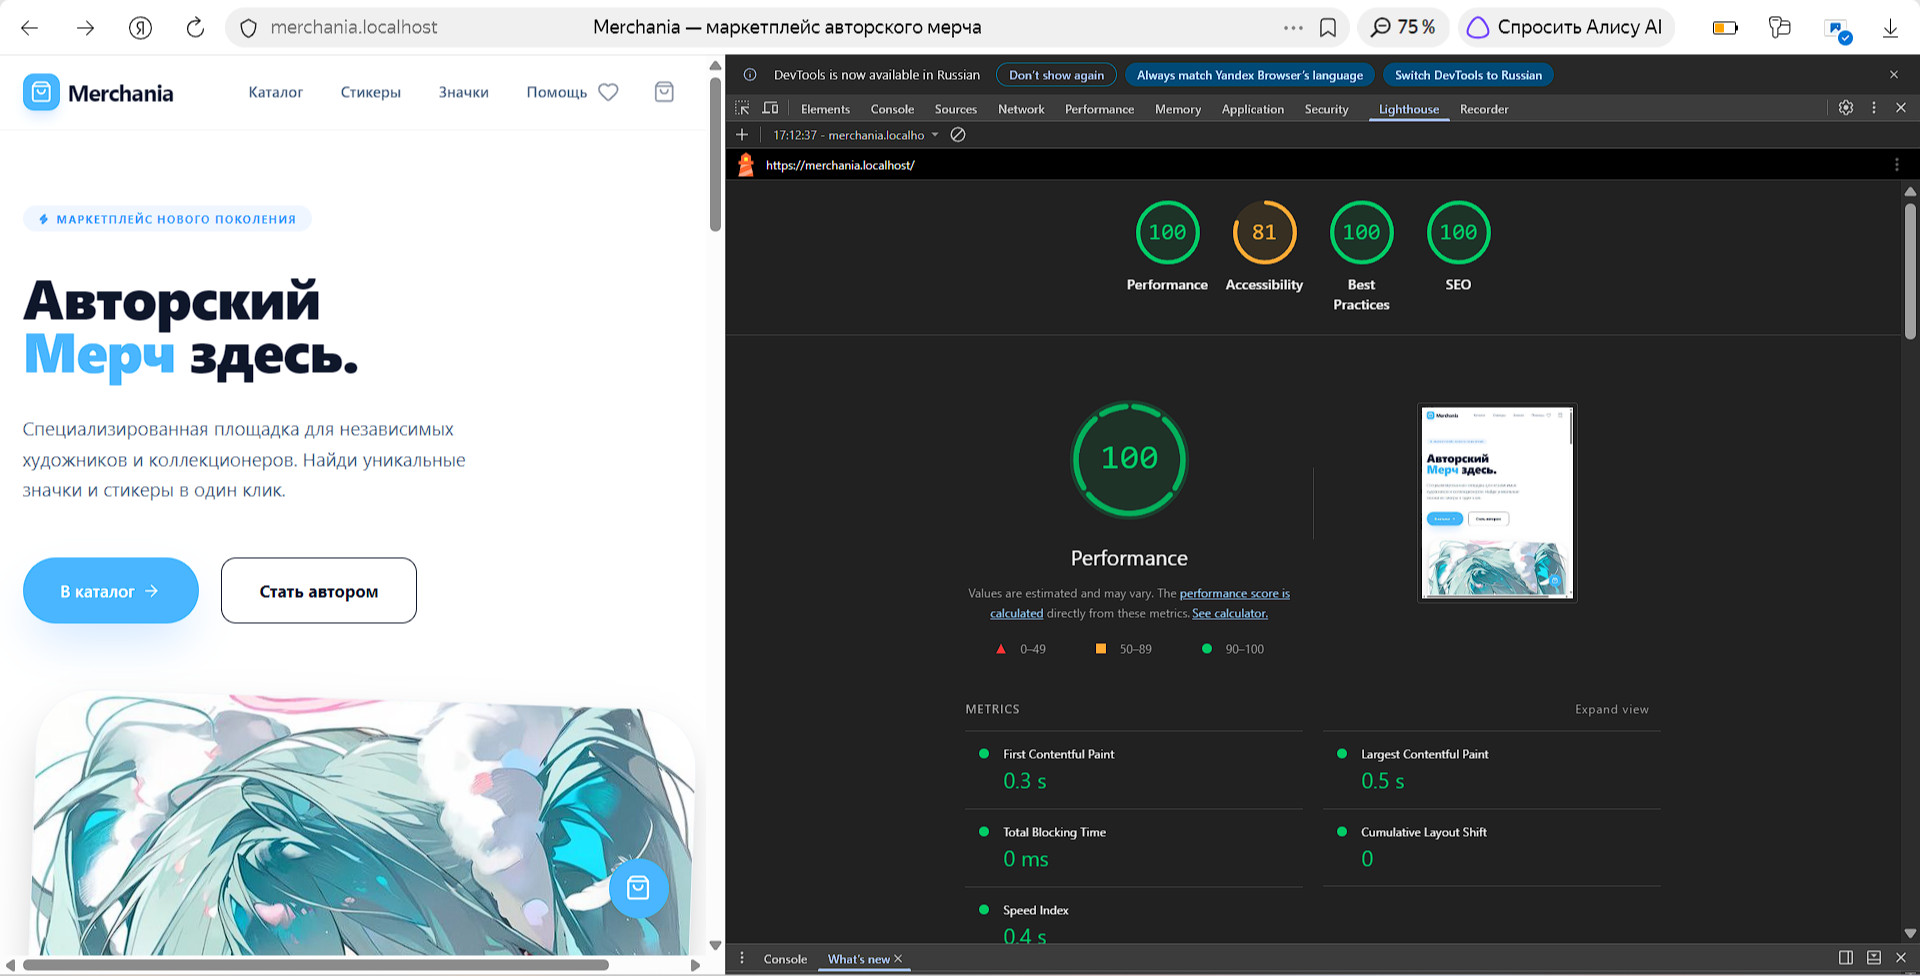 merchania.localhost
Merchania — маркетплейс авторского мерча
75 %
Спросить Алису AI
Merchania
Каталог
Стикеры
Значки
Помощь
МАРКЕТПЛЕЙС НОВОГО ПОКОЛЕНИЯ
Авторский
Мерч здесь.
Специализированная площадка для независимых
художников и коллекционеров. Найди уникальные
значки и стикеры в один клик.
В каталог →
Стать автором
DevTools is now available in Russian
Don't show again
Always match Yandex Browser's language
Switch DevTools to Russian
Elements
Console
Sources
Network
Performance
Memory
Application
Security
Lighthouse
Recorder
17:12:37 - merchania.localho
https://merchania.localhost/
100
Performance
81
Accessibility
100
Best
Practices
100
SEO
100
Performance
Values are estimated and may vary. The performance score is
calculated directly from these metrics. See calculator.
0–49
50–89
90–100
Merchania
Авторский
Мерч здесь.
METRICS
Expand view
First Contentful Paint
0.3 s
Largest Contentful Paint
0.5 s
Total Blocking Time
0 ms
Cumulative Layout Shift
0
Speed Index
0.4 s
Console
What's new